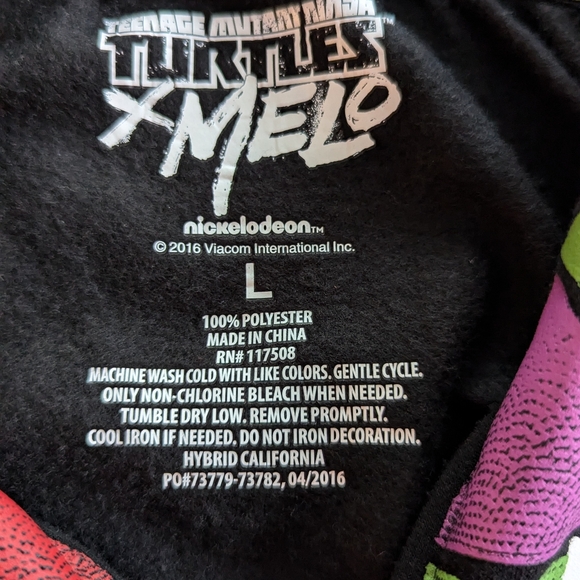 TEENAGE MUTANT NINJA
TURTLES™
X MELO
nickelodeon™
© 2016 Viacom International Inc.
L
100% POLYESTER
MADE IN CHINA
RN# 117508
MACHINE WASH COLD WITH LIKE COLORS. GENTLE CYCLE.
ONLY NON-CHLORINE BLEACH WHEN NEEDED.
TUMBLE DRY LOW. REMOVE PROMPTLY.
COOL IRON IF NEEDED. DO NOT IRON DECORATION.
HYBRID CALIFORNIA
PO#73779-73782, 04/2016